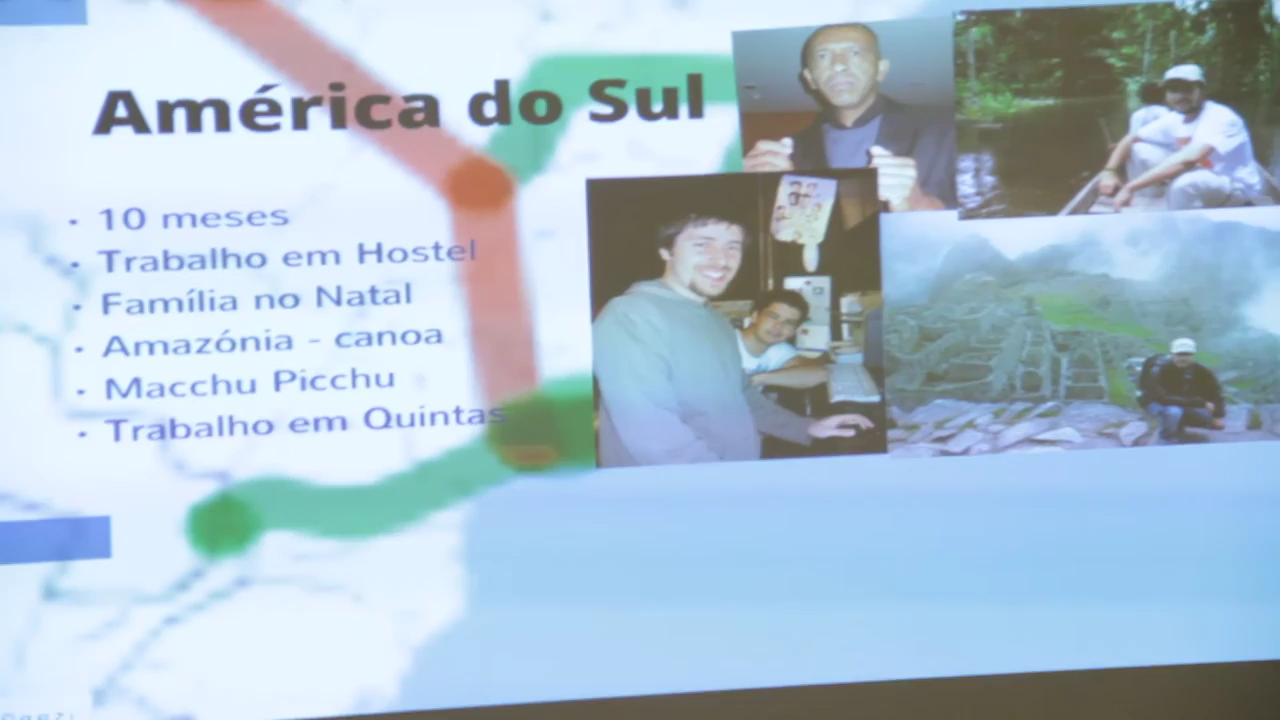 América do Sul
• 10 meses
• Trabalho em Hostel
• Família no Natal
• Amazónia - canoa
• Macchu Picchu
• Trabalho em Quintas